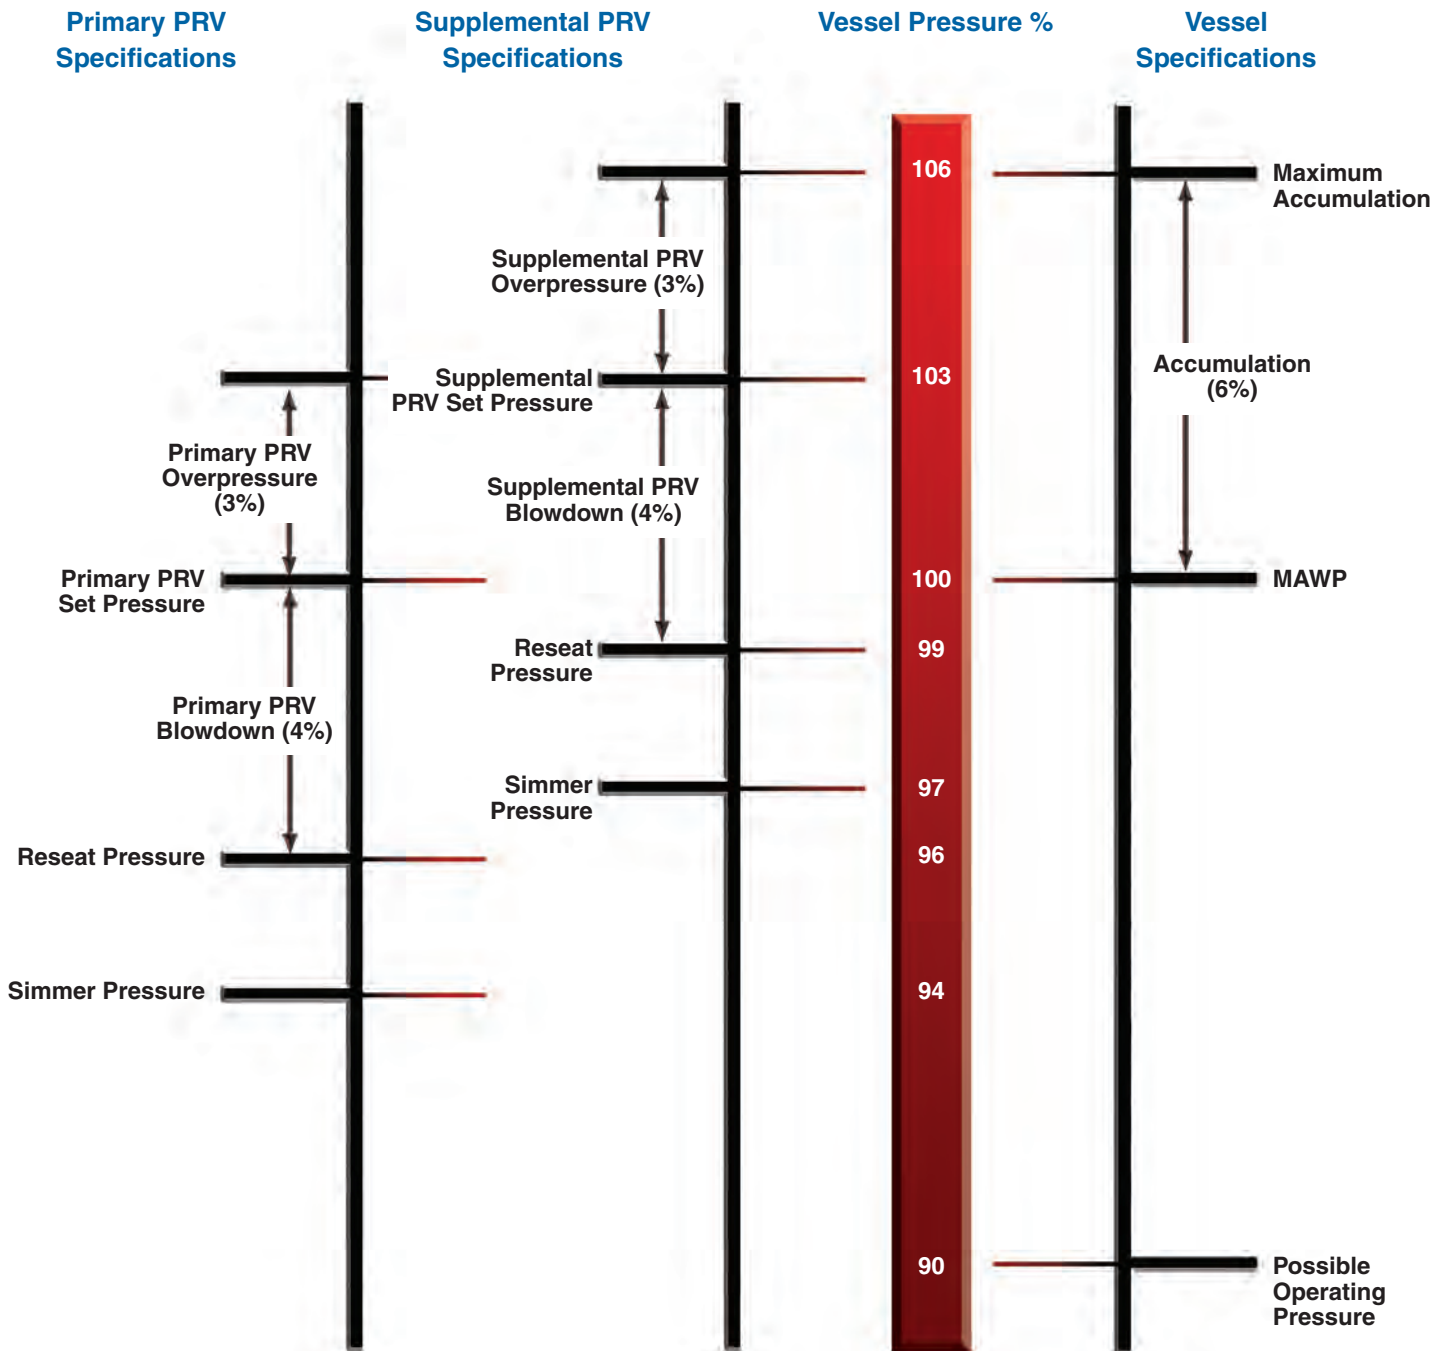 Primary PRV
Specifications
Supplemental PRV
Specifications
Vessel Pressure %
Vessel
Specifications
106
Maximum
Accumulation
Supplemental PRV
Overpressure (3%)
Accumulation
(6%)
Supplemental
PRV Set Pressure
103
Primary PRV
Overpressure
(3%)
Supplemental PRV
Blowdown (4%)
Primary PRV
Set Pressure
100
MAWP
Reseat
Pressure
99
Primary PRV
Blowdown (4%)
Simmer
Pressure
97
Reseat Pressure
96
Simmer Pressure
94
90
Possible
Operating
Pressure